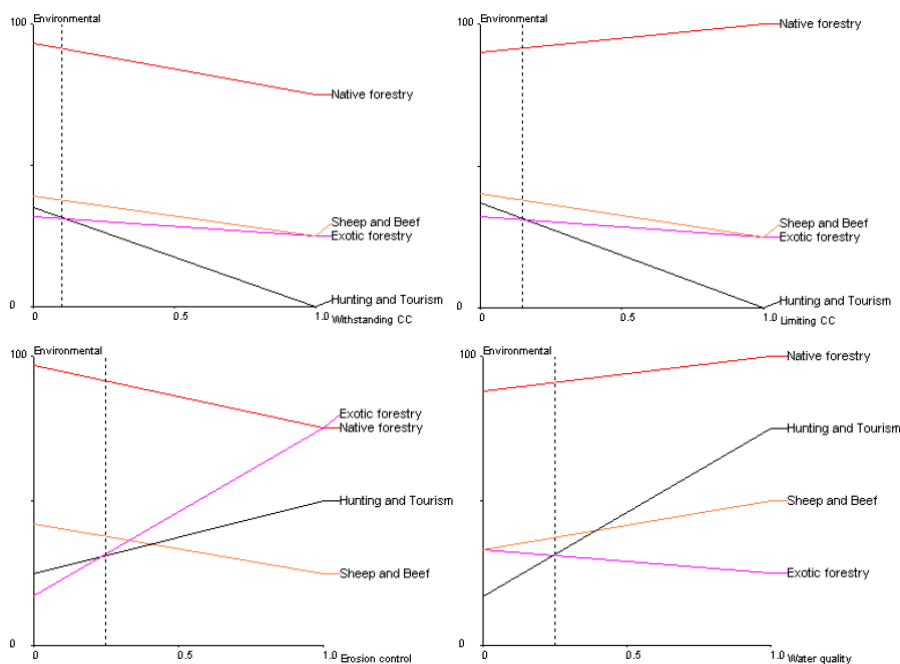 100
Environmental
Native forestry
Sheep and Beef
Exotic forestry
Hunting and Tourism
0
0
0.5
1.0
Withstanding CC
100
Environmental
Native forestry
Sheep and Beef
Exotic forestry
Hunting and Tourism
0
0
0.5
1.0
Limiting CC
100
Environmental
Exotic forestry
Native forestry
Hunting and Tourism
Sheep and Beef
0
0
0.5
1.0
Erosion control
100
Environmental
Native forestry
Hunting and Tourism
Sheep and Beef
Exotic forestry
0
0
0.5
1.0
Water quality